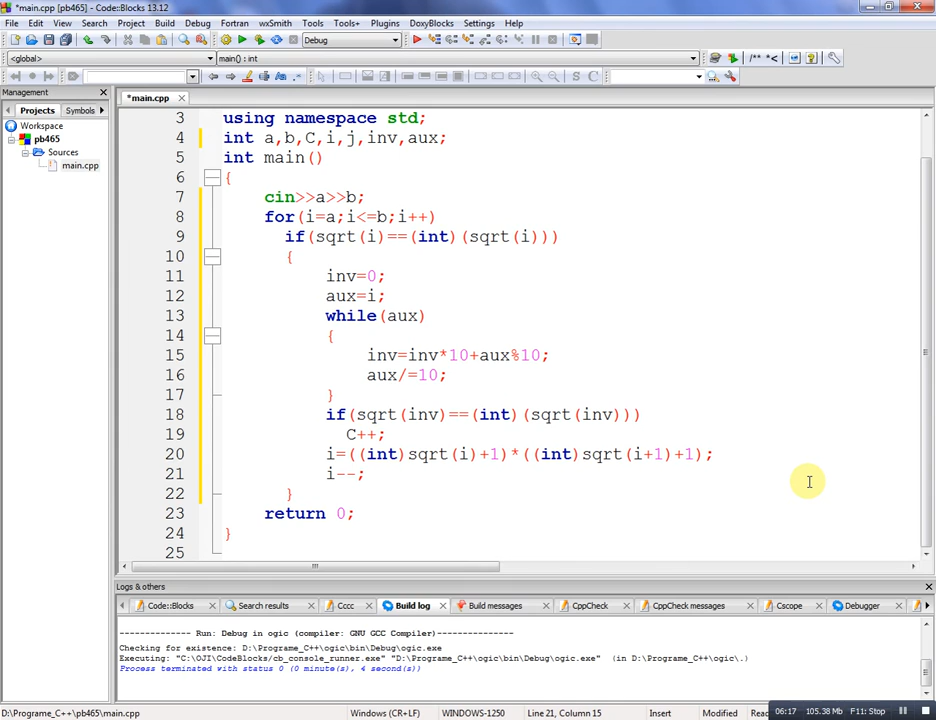 *main.cpp [pb465] - Code::Blocks 13.12
File Edit View Search Project Build Debug Fortran wxSmith Tools Tools+ Plugins DoxyBlocks Settings Help
Debug
<global> main() : int
/** *<
S C
Management
Projects Symbols
Workspace
pb465
Sources
main.cpp
*main.cpp
3 using namespace std;
4 int a,b,C,i,j,inv,aux;
5 int main()
6 {
7 cin>>a>>b;
8 for(i=a;i<=b;i++)
9 if(sqrt(i)==(int)(sqrt(i)))
10 {
11 inv=0;
12 aux=i;
13 while(aux)
14 {
15 inv=inv*10+aux%10;
16 aux/=10;
17 }
18 if(sqrt(inv)==(int)(sqrt(inv)))
19 C++;
20 i=((int)sqrt(i)+1)*((int)sqrt(i+1)+1);
21 i--;
22 }
23 return 0;
24 }
25
Logs & others
Code::Blocks Search results Cccc Build log Build messages CppCheck CppCheck messages Cscope Debugger
-------------- Run: Debug in ogic (compiler: GNU GCC Compiler)---------------
Checking for existence: D:\Programe_C++\ogic\bin\Debug\ogic.exe
Executing: "C:\OJI\CodeBlocks/cb_console_runner.exe" "D:\Programe_C++\ogic\bin\Debug\ogic.exe" (in D:\Programe_C++\ogic\.)
Process terminated with status 0 (0 minute(s), 4 second(s))
D:\Programe_C++\pb465\main.cpp Windows (CR+LF) WINDOWS-1250 Line 21, Column 15 Insert Modified
06:17 105.38 Mb F11: Stop